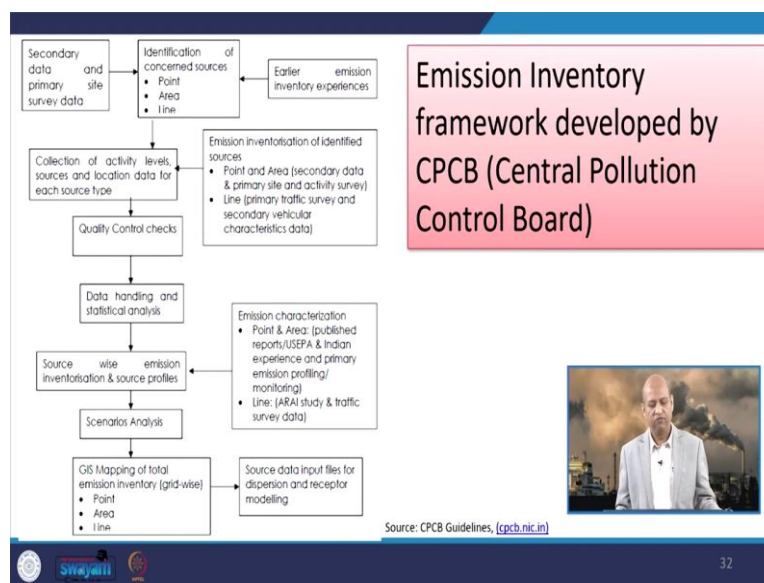 Secondary
data and
primary site
survey data
Identification of
concerned sources
• Point
• Area
• Line
Earlier emission
inventory experiences
Collection of activity levels,
sources and location data for
each source type
Emission inventorisation of identified
sources
• Point and Area (secondary data
& primary site and activity survey)
• Line (primary traffic survey and
secondary vehicular
characteristics data)
Quality Control checks
Data handling and
statistical analysis
Emission characterization
• Point & Area: (published
reports/USEPA & Indian
experience and primary
emission profiling/
monitoring)
• Line: (ARAI study & traffic
survey data)
Source wise emission
inventorisation & source profiles
Scenarios Analysis
GIS Mapping of total
emission inventory (grid-wise)
• Point
• Area
• Line
Source data input files for
dispersion and receptor
modelling
Emission Inventory
framework developed by
CPCB (Central Pollution
Control Board)
Source: CPCB Guidelines, (cpcb.nic.in)
swayam
32